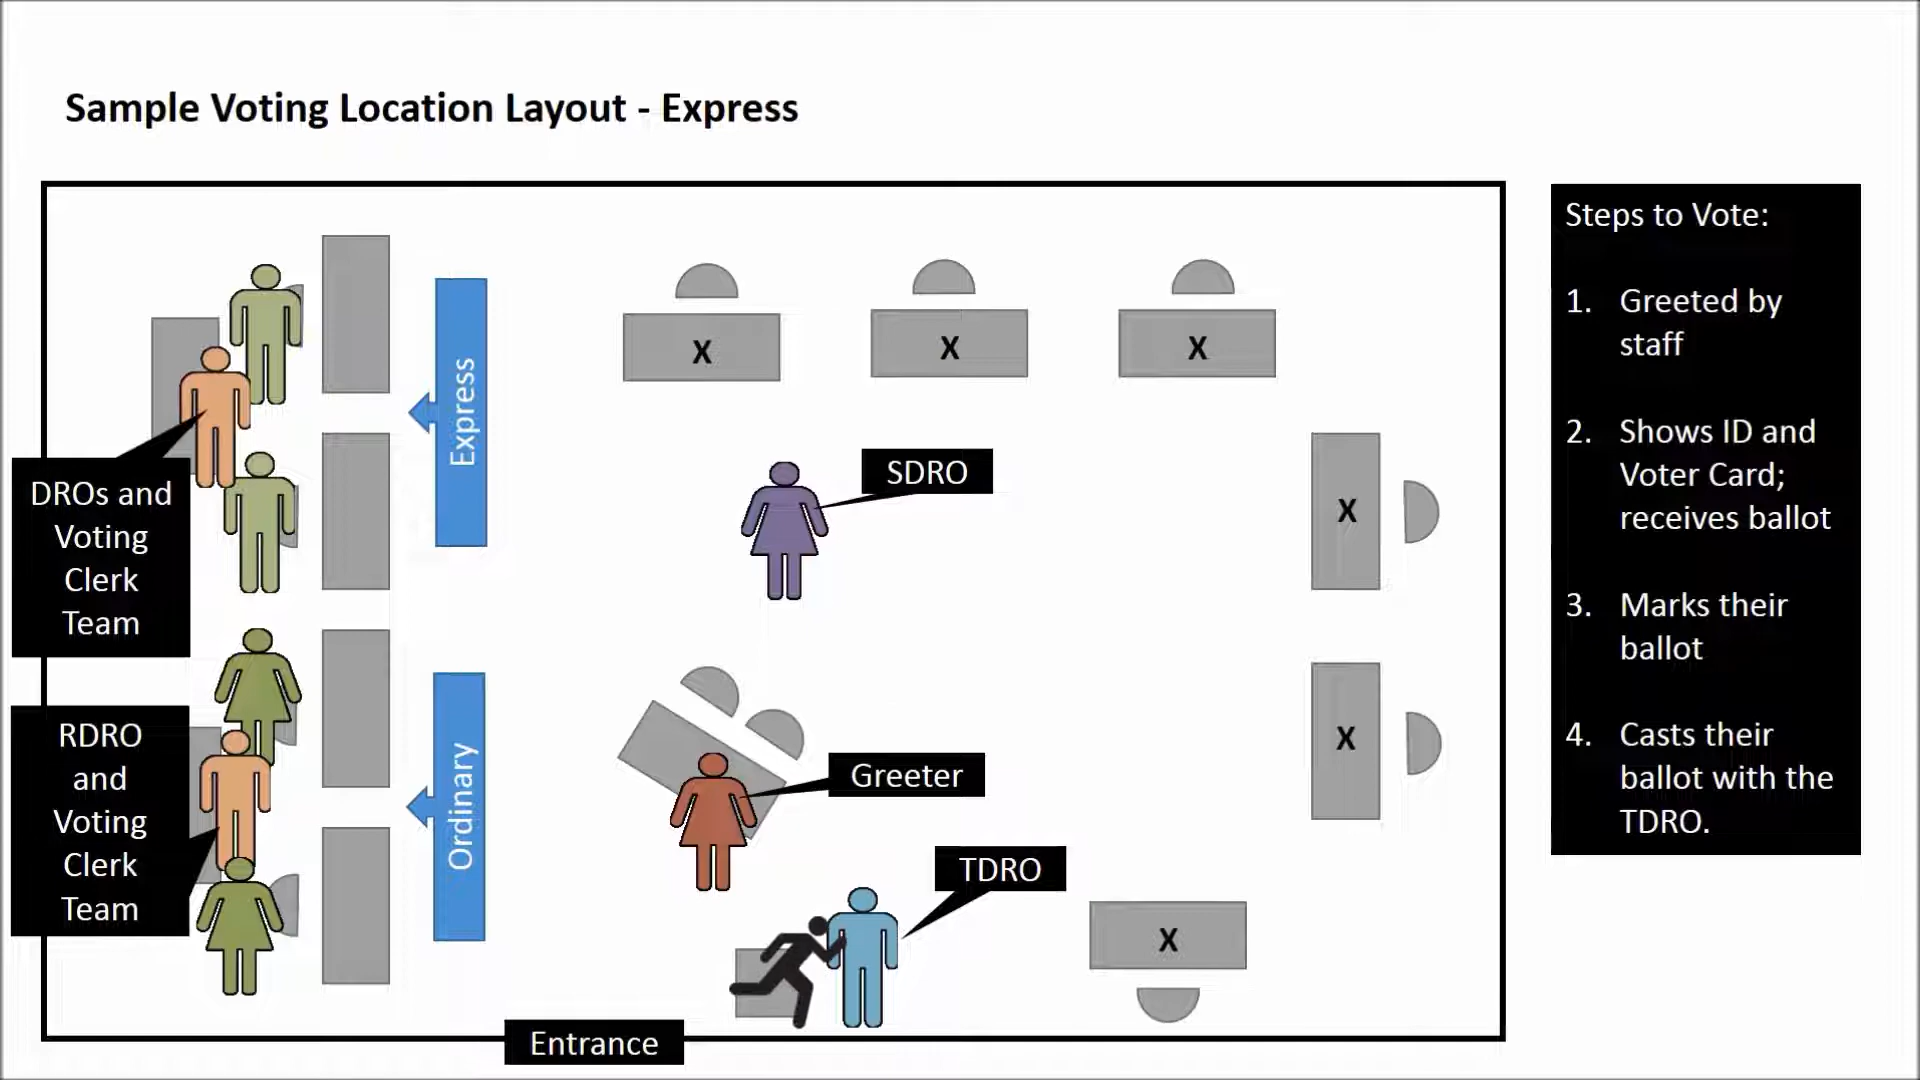 Sample Voting Location Layout - Express
Steps to Vote:
1. Greeted by
staff
2. Shows ID and
Voter Card;
receives ballot
3. Marks their
ballot
4. Casts their
ballot with the
TDRO.
Express
X
X
X
SDRO
X
DROs and
Voting
Clerk
Team
Ordinary
X
RDRO
and
Voting
Clerk
Team
Greeter
TDRO
X
Entrance